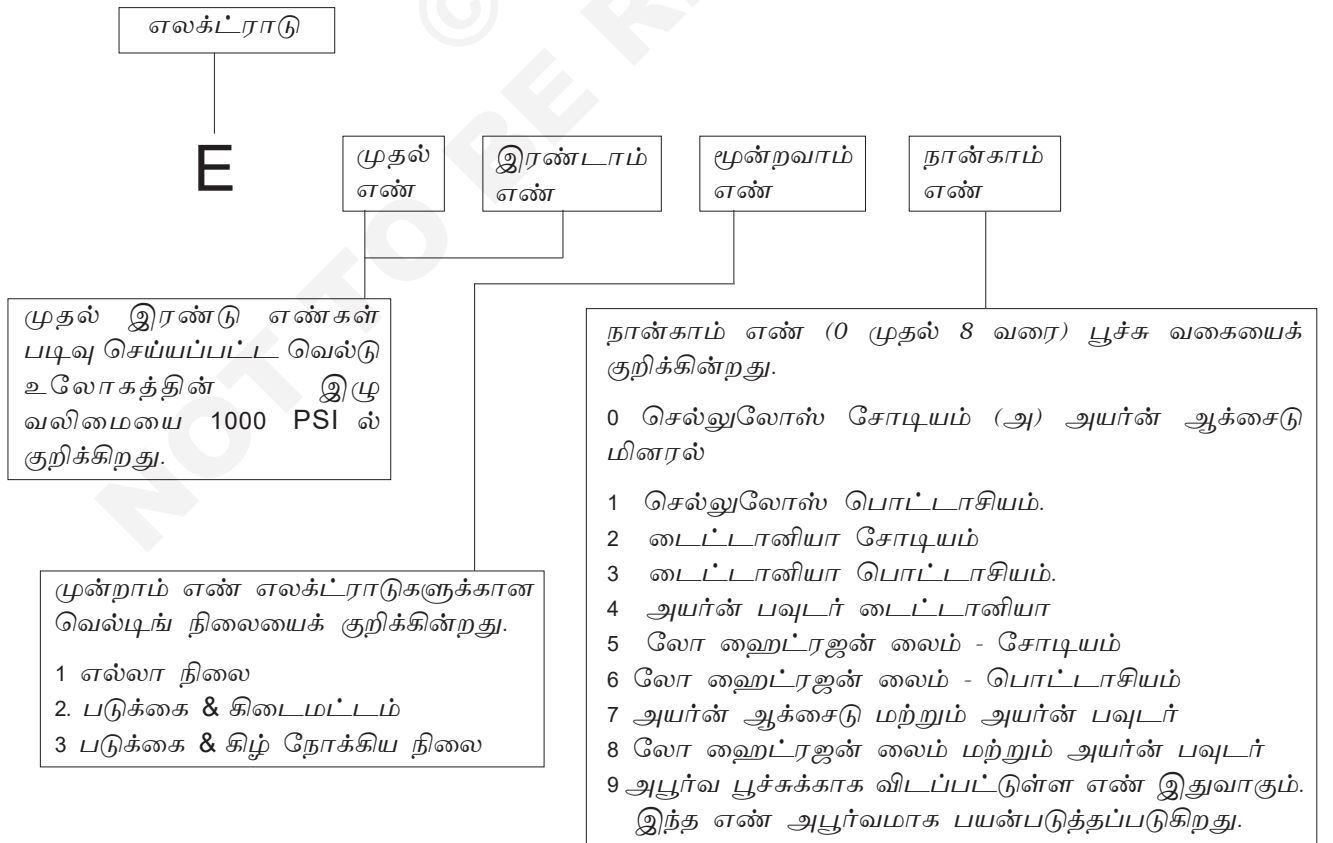 எலக்ட்ராடு
E
முதல்
எண்
இரண்டாம்
எண்
மூன்றவாம்
எண்
நான்காம்
எண்
முதல் இரண்டு எண்கள்
படிவு செய்யப்பட்ட வெல்டு
உலோகத்தின் இழு
வலிமையை 1000 PSI ல்
குறிக்கிறது.
முன்றாம் எண் எலக்ட்ராடுகளுக்கான
வெல்டிங் நிலையைக் குறிக்கின்றது.
1 எல்லா நிலை
2. படுக்கை & கிடைமட்டம்
3 படுக்கை & கிழ் நோக்கிய நிலை
நான்காம் எண் (0 முதல் 8 வரை) பூச்சு வகையைக்
குறிக்கின்றது.
0 செல்லுலோஸ் சோடியம் (அ) அயர்ன் ஆக்சைடு
மினரல்
1 செல்லுலோஸ் பொட்டாசியம்.
2 டைட்டானியா சோடியம்
3 டைட்டானியா பொட்டாசியம்.
4 அயர்ன் பவுடர் டைட்டானியா
5 லோ ஹைட்ரஜன் லைம் - சோடியம்
6 லோ ஹைட்ரஜன் லைம் - பொட்டாசியம்
7 அயர்ன் ஆக்சைடு மற்றும் அயர்ன் பவுடர்
8 லோ ஹைட்ரஜன் லைம் மற்றும் அயர்ன் பவுடர்
9 அபூர்வ பூச்சுக்காக விடப்பட்டுள்ள எண் இதுவாகும்.
இந்த எண் அபூர்வமாக பயன்படுத்தப்படுகிறது.
© NOT TO BE R